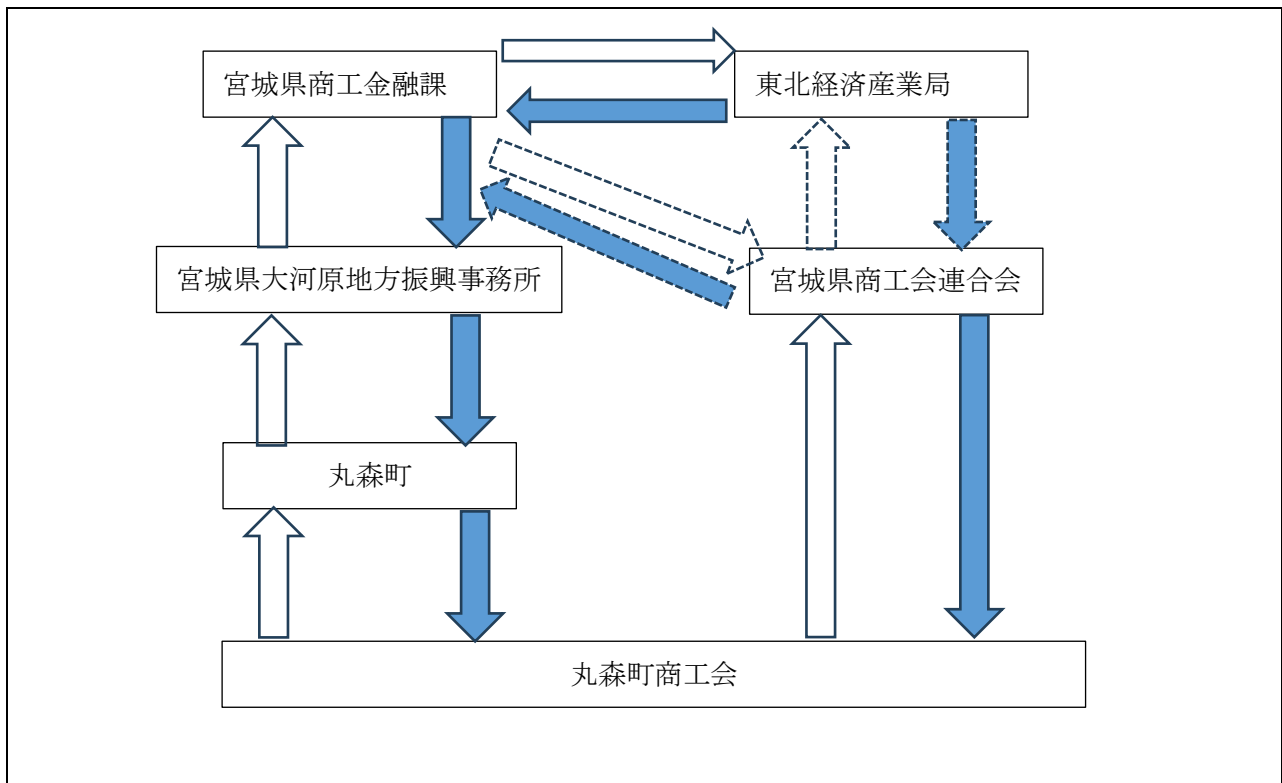 宮城県商工金融課
東北経済産業局
宮城県大河原地方振興事務所
宮城県商工会連合会
丸森町
丸森町商工会